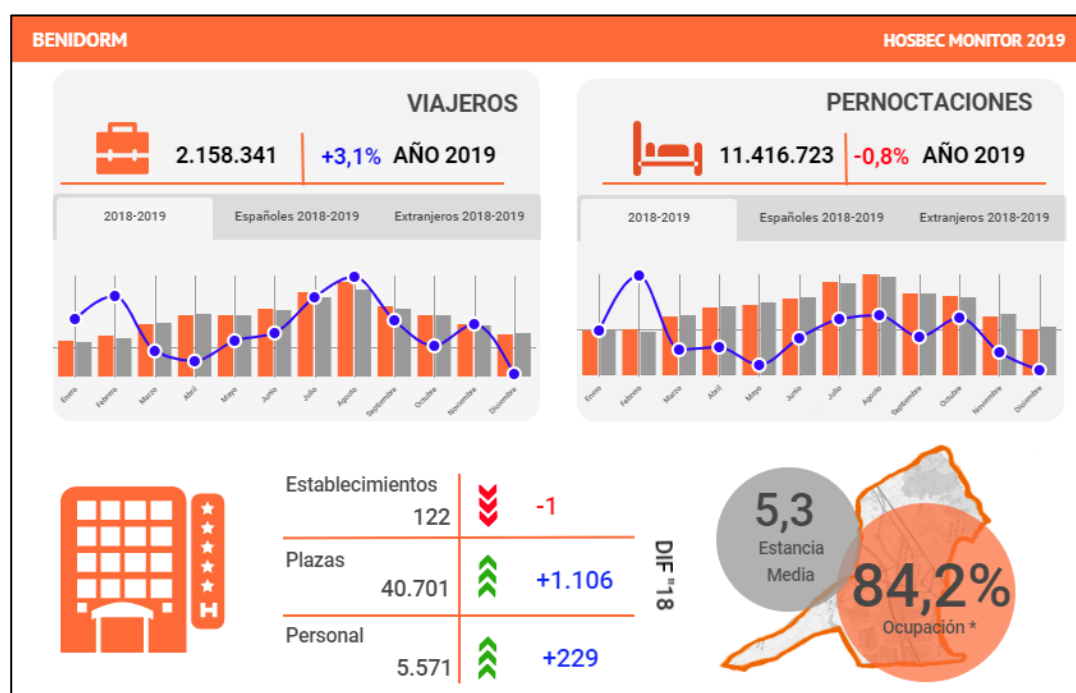 BENIDORM
HOSBEC MONITOR 2019
VIAJEROS
2.158.341
+3,1%
AÑO 2019
2018-2019
Españoles 2018-2019
Extranjeros 2018-2019
Enero
Febrero
Marzo
Abril
Mayo
Junio
Julio
Agosto
Septiembre
Octubre
Noviembre
Diciembre
PERNOCTACIONES
11.416.723
-0,8%
AÑO 2019
2018-2019
Españoles 2018-2019
Extranjeros 2018-2019
Enero
Febrero
Marzo
Abril
Mayo
Junio
Julio
Agosto
Septiembre
Octubre
Noviembre
Diciembre
H
Establecimientos
122
-1
Plazas
40.701
+1.106
Personal
5.571
+229
DIF "18
5,3
Estancia
Media
84,2%
Ocupación *